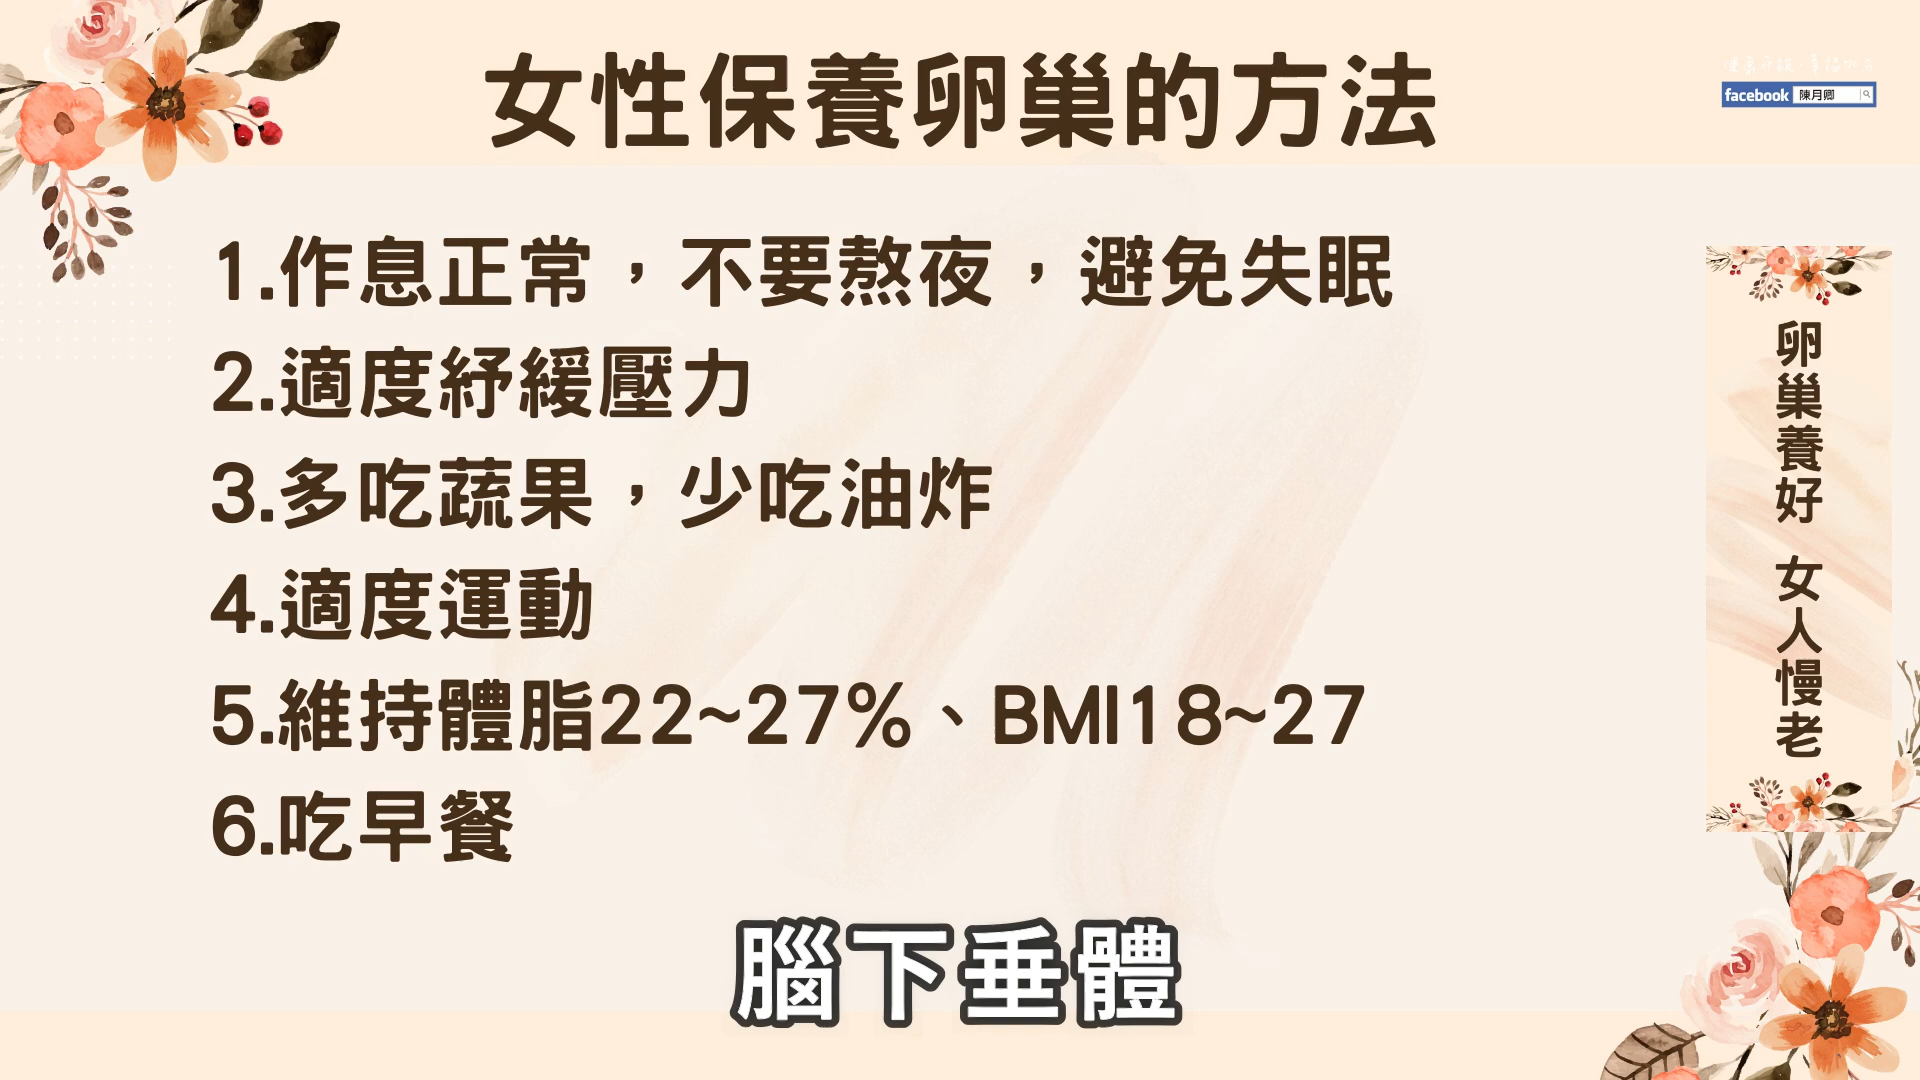 女性保養卵巢的方法
facebook 陳月卿
1.作息正常，不要熬夜，避免失眠
2.適度紓緩壓力
3.多吃蔬果，少吃油炸
4.適度運動
5.維持體脂22~27%、BMI18~27
6.吃早餐
卵巢養好 女人慢老
腦下垂體